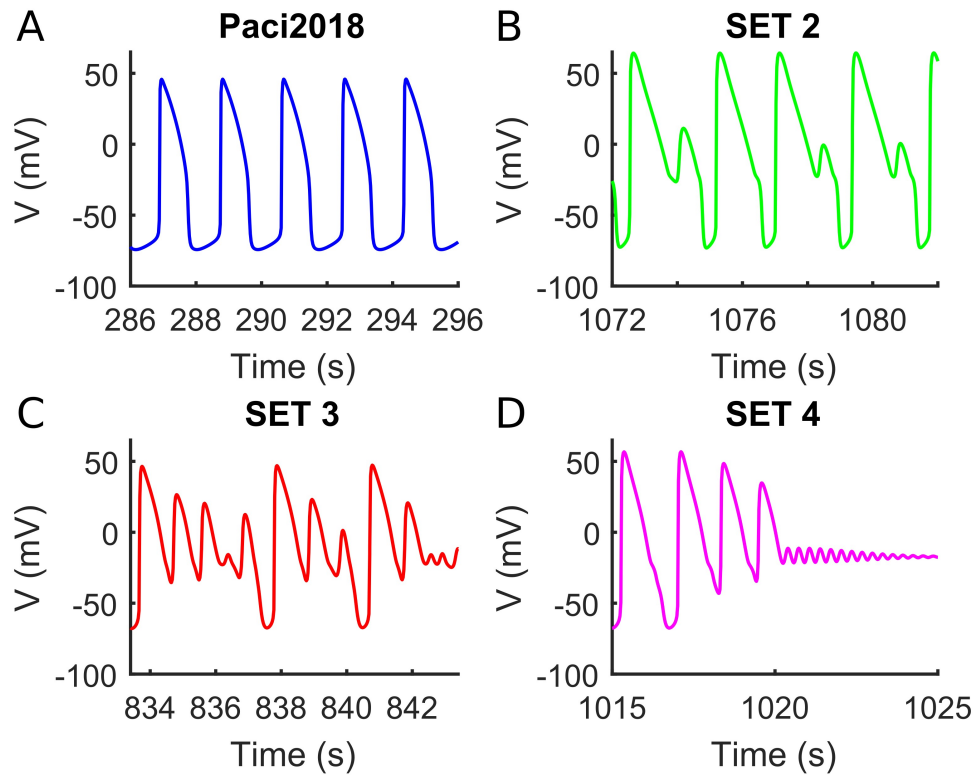 A
Paci2018
V (mV)
50
0
-50
-100
286 288 290 292 294 296
Time (s)
B
SET 2
V (mV)
50
0
-50
-100
1072 1076 1080
Time (s)
C
SET 3
V (mV)
50
0
-50
-100
834 836 838 840 842
Time (s)
D
SET 4
V (mV)
50
0
-50
-100
1015 1020 1025
Time (s)